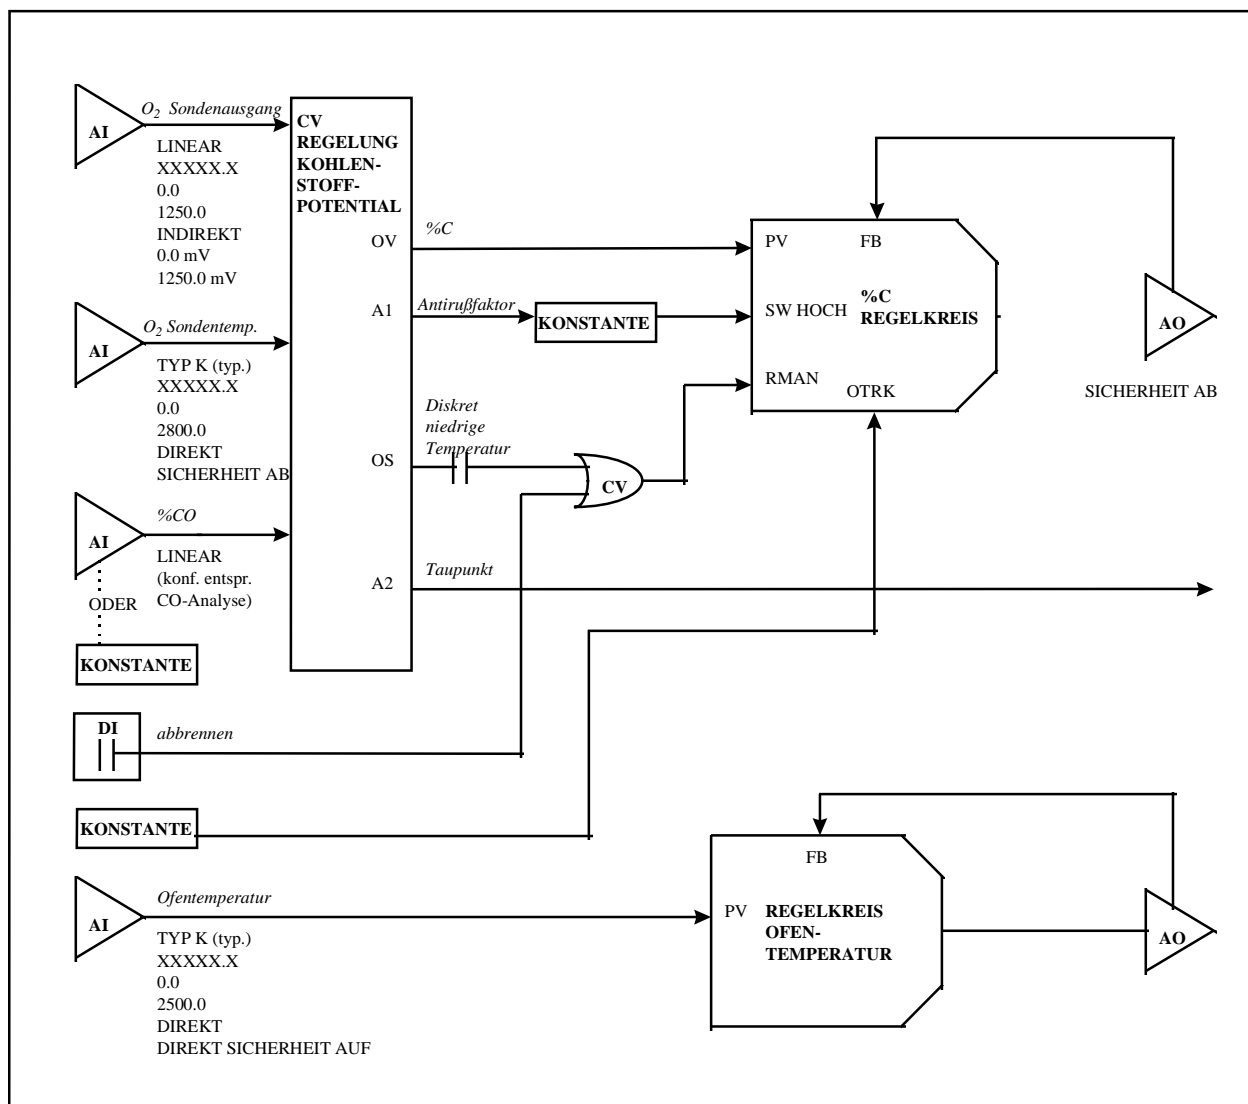 AI
O₂ Sondenausgang
LINEAR
XXXXX.X
0.0
1250.0
INDIREKT
0.0 mV
1250.0 mV
AI
O₂ Sondentemp.
TYP K (typ.)
XXXXX.X
0.0
2800.0
DIREKT
SICHERHEIT AB
AI
%CO
LINEAR
(konf. entspr.
CO-Analyse)
ODER
KONSTANTE
DI
abbrennen
KONSTANTE
AI
Ofentemperatur
TYP K (typ.)
XXXXX.X
0.0
2500.0
DIREKT
DIREKT SICHERHEIT AUF
CV
REGELUNG
KOHLEN-
STOFF-
POTENTIAL
OV
A1
OS
A2
%C
Antirußfaktor
KONSTANTE
Diskret
niedrige
Temperatur
CV
Taupunkt
PV
FB
SW HOCH
%C
REGELKREIS
RMAN
OTRK
AO
SICHERHEIT AB
FB
PV
REGELKREIS
OFEN-
TEMPERATUR
AO